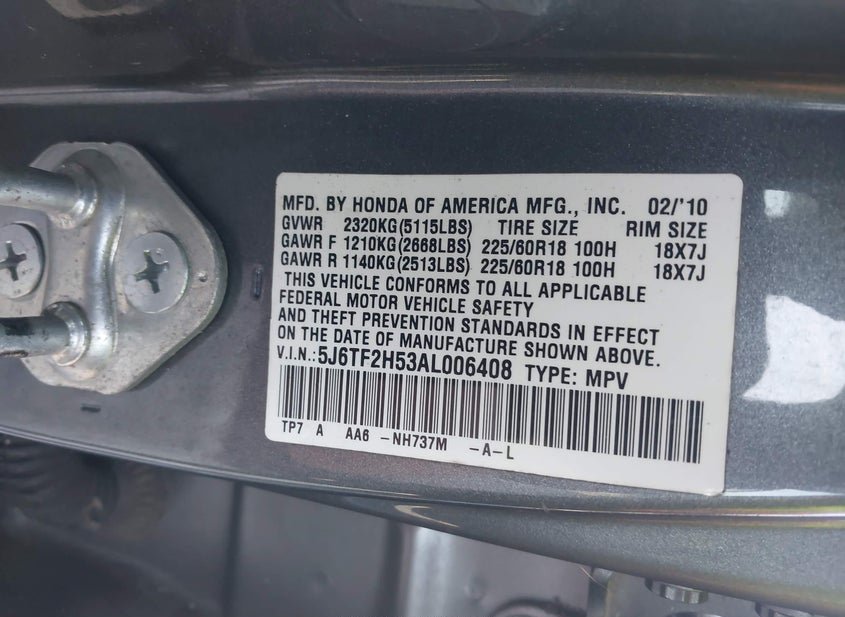 MFD. BY HONDA OF AMERICA MFG., INC. 02/'10
GVWR 2320KG(5115LBS) TIRE SIZE RIM SIZE
GAWR F 1210KG(2668LBS) 225/60R18 100H 18X7J
GAWR R 1140KG(2513LBS) 225/60R18 100H 18X7J
THIS VEHICLE CONFORMS TO ALL APPLICABLE
FEDERAL MOTOR VEHICLE SAFETY
AND THEFT PREVENTION STANDARDS IN EFFECT
ON THE DATE OF MANUFACTURE SHOWN ABOVE.
V.I.N.: 5J6TF2H53AL006408 TYPE: MPV
TP7 A AA6 -NH737M -A-L